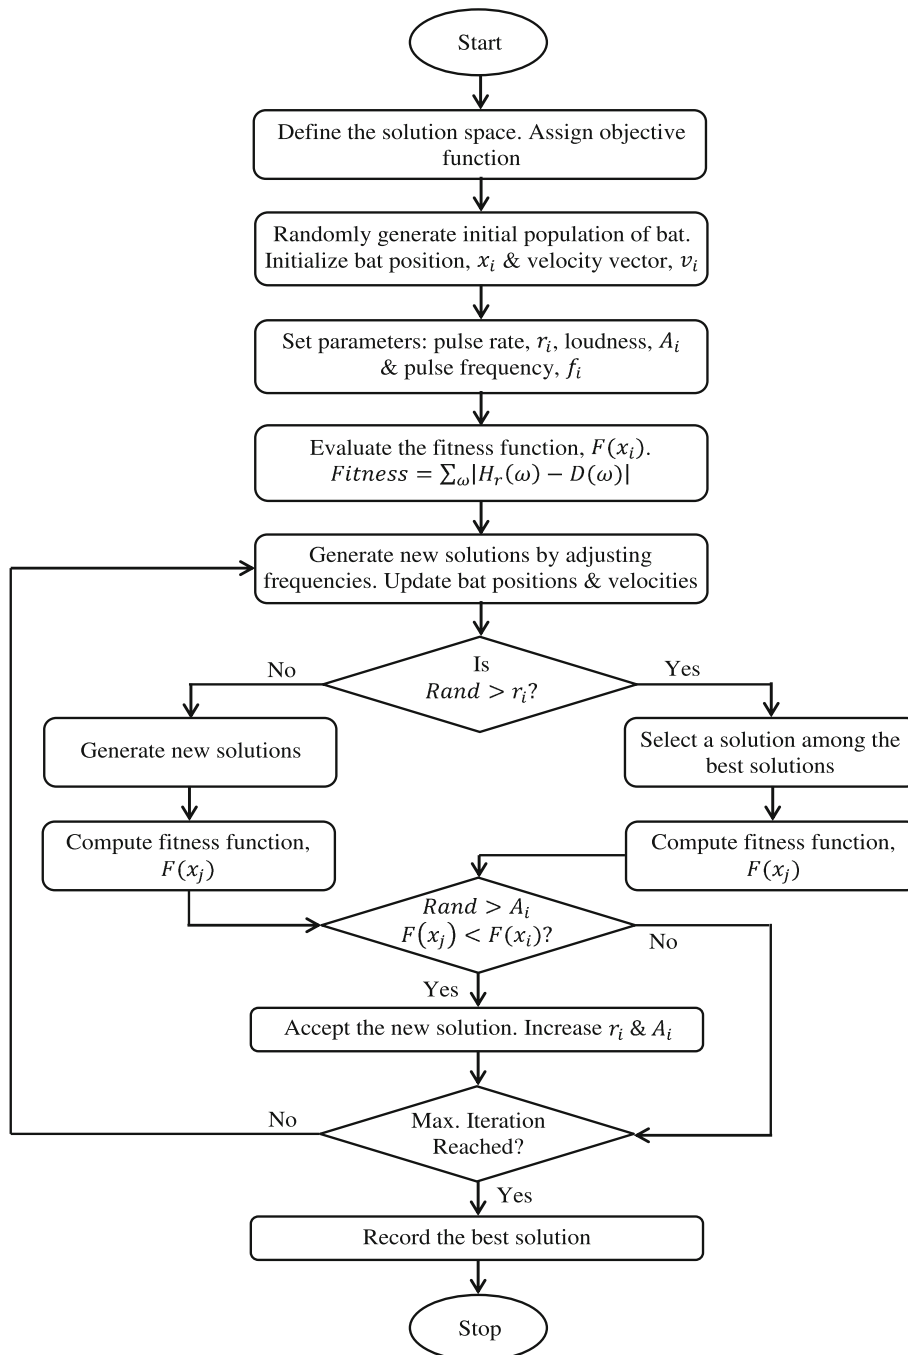 Start
Define the solution space. Assign objective
function
Randomly generate initial population of bat.
Initialize bat position, x_i & velocity vector, v_i
Set parameters: pulse rate, r_i, loudness, A_i
& pulse frequency, f_i
Evaluate the fitness function, F(x_i).
Fitness = ∑_ω|H_r(ω) − D(ω)|
Generate new solutions by adjusting
frequencies. Update bat positions & velocities
Is
Rand > r_i?
No
Yes
Generate new solutions
Select a solution among the
best solutions
Compute fitness function,
F(x_j)
Compute fitness function,
F(x_j)
Rand > A_i
F(x_j) < F(x_i)?
No
Yes
Accept the new solution. Increase r_i & A_i
Max. Iteration
Reached?
No
Yes
Record the best solution
Stop